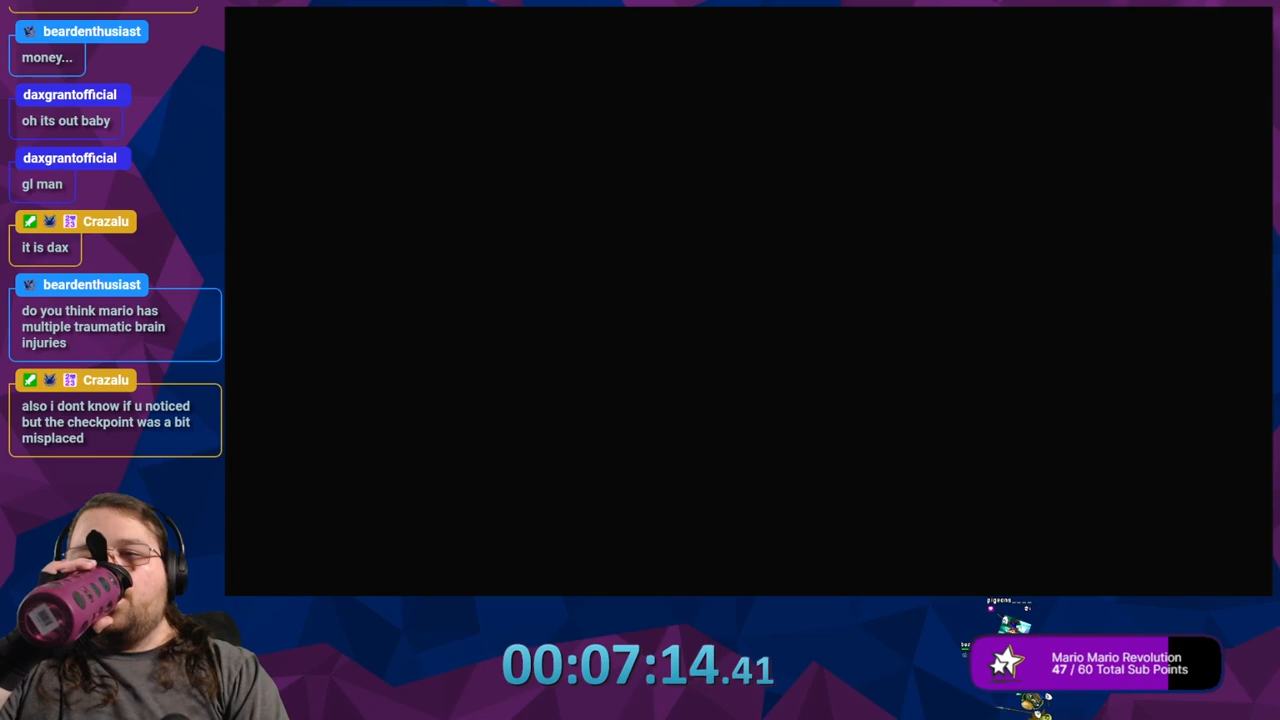 beardenthusiast
money...
daxgrantofficial
oh its out baby
daxgrantofficial
gl man
Crazalu
it is dax
beardenthusiast
do you think mario has
multiple traumatic brain
injuries
Crazalu
also i dont know if u noticed
but the checkpoint was a bit
misplaced
00:07:14.41
Mario Mario Revolution
47 / 60 Total Sub Points